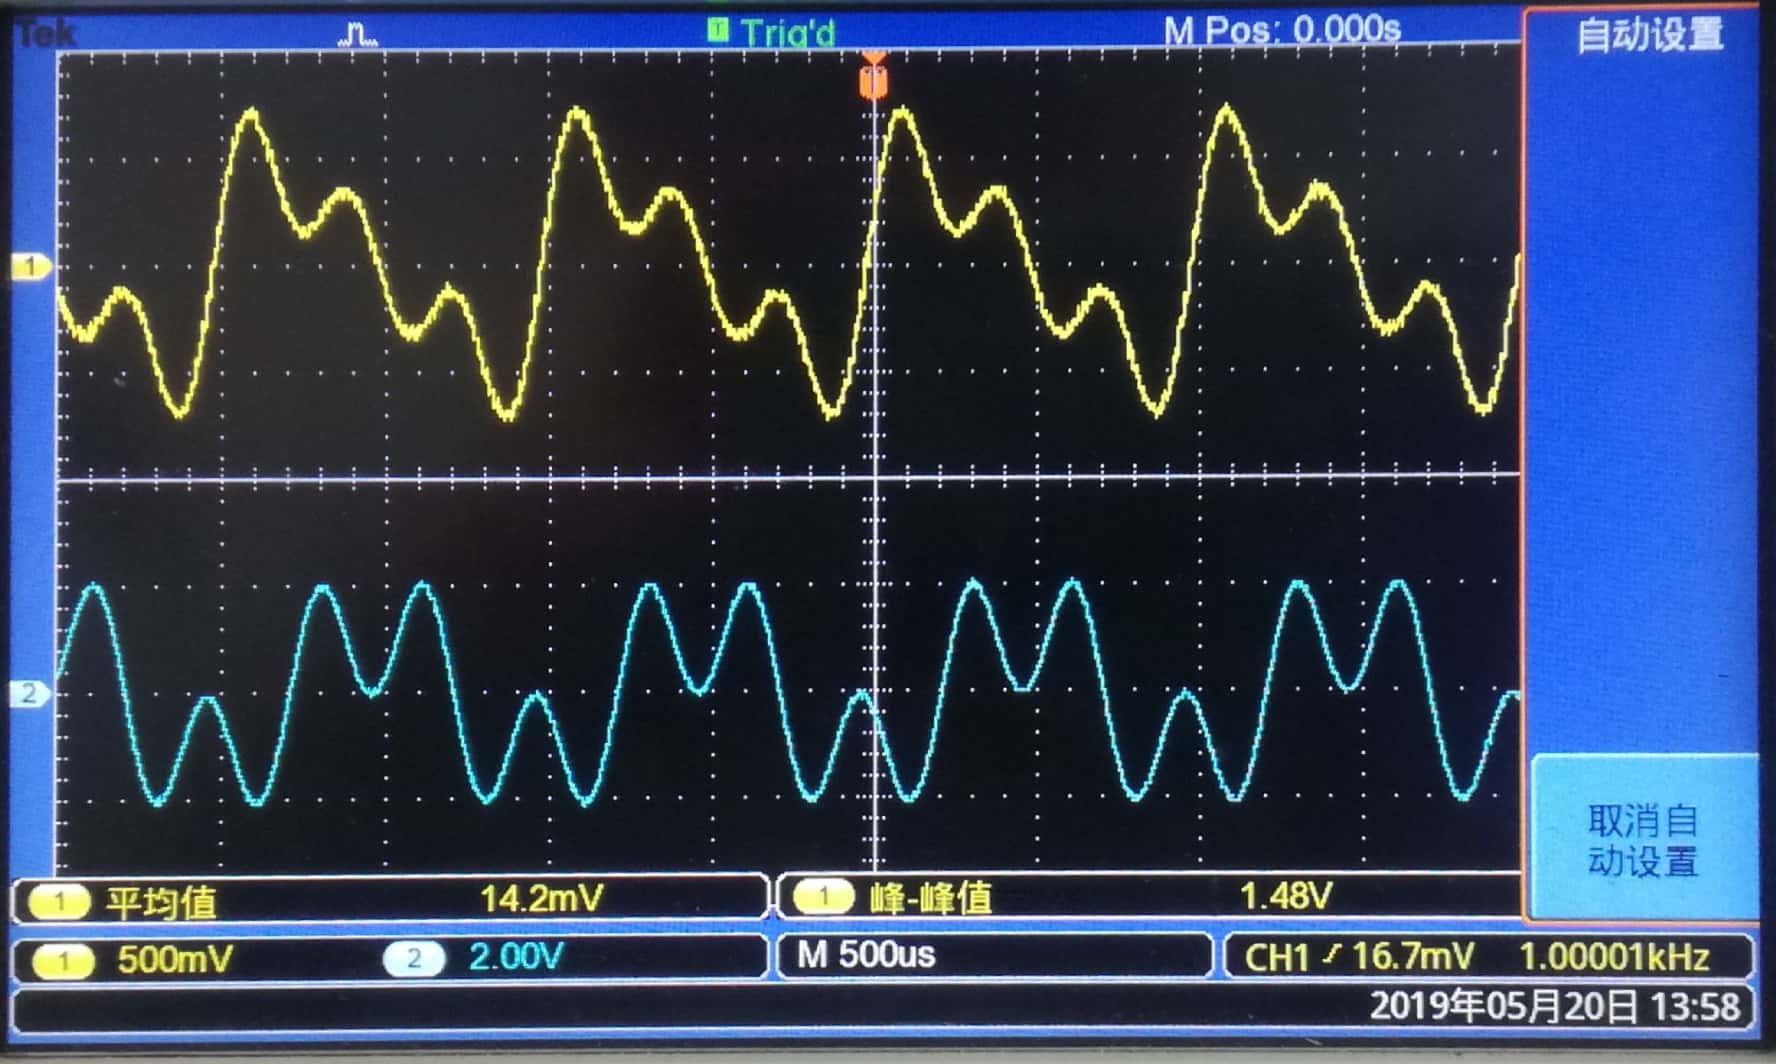 Tek Trig'd M Pos: 0.000s
自动设置
1
2
取消自
动设置
1 平均值 14.2mV 1 峰-峰值 1.48V
1 500mV 2 2.00V M 500us CH1 16.7mV 1.00001kHz
2019年05月20日 13:58